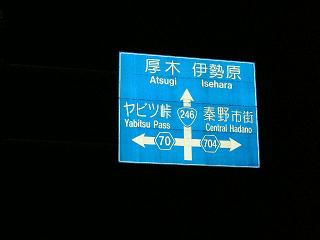 厚木 伊勢原
Atsugi Isehara
ヤビツ峠 246 秦野市街
Yabitsu Pass Central Hadano
70 704